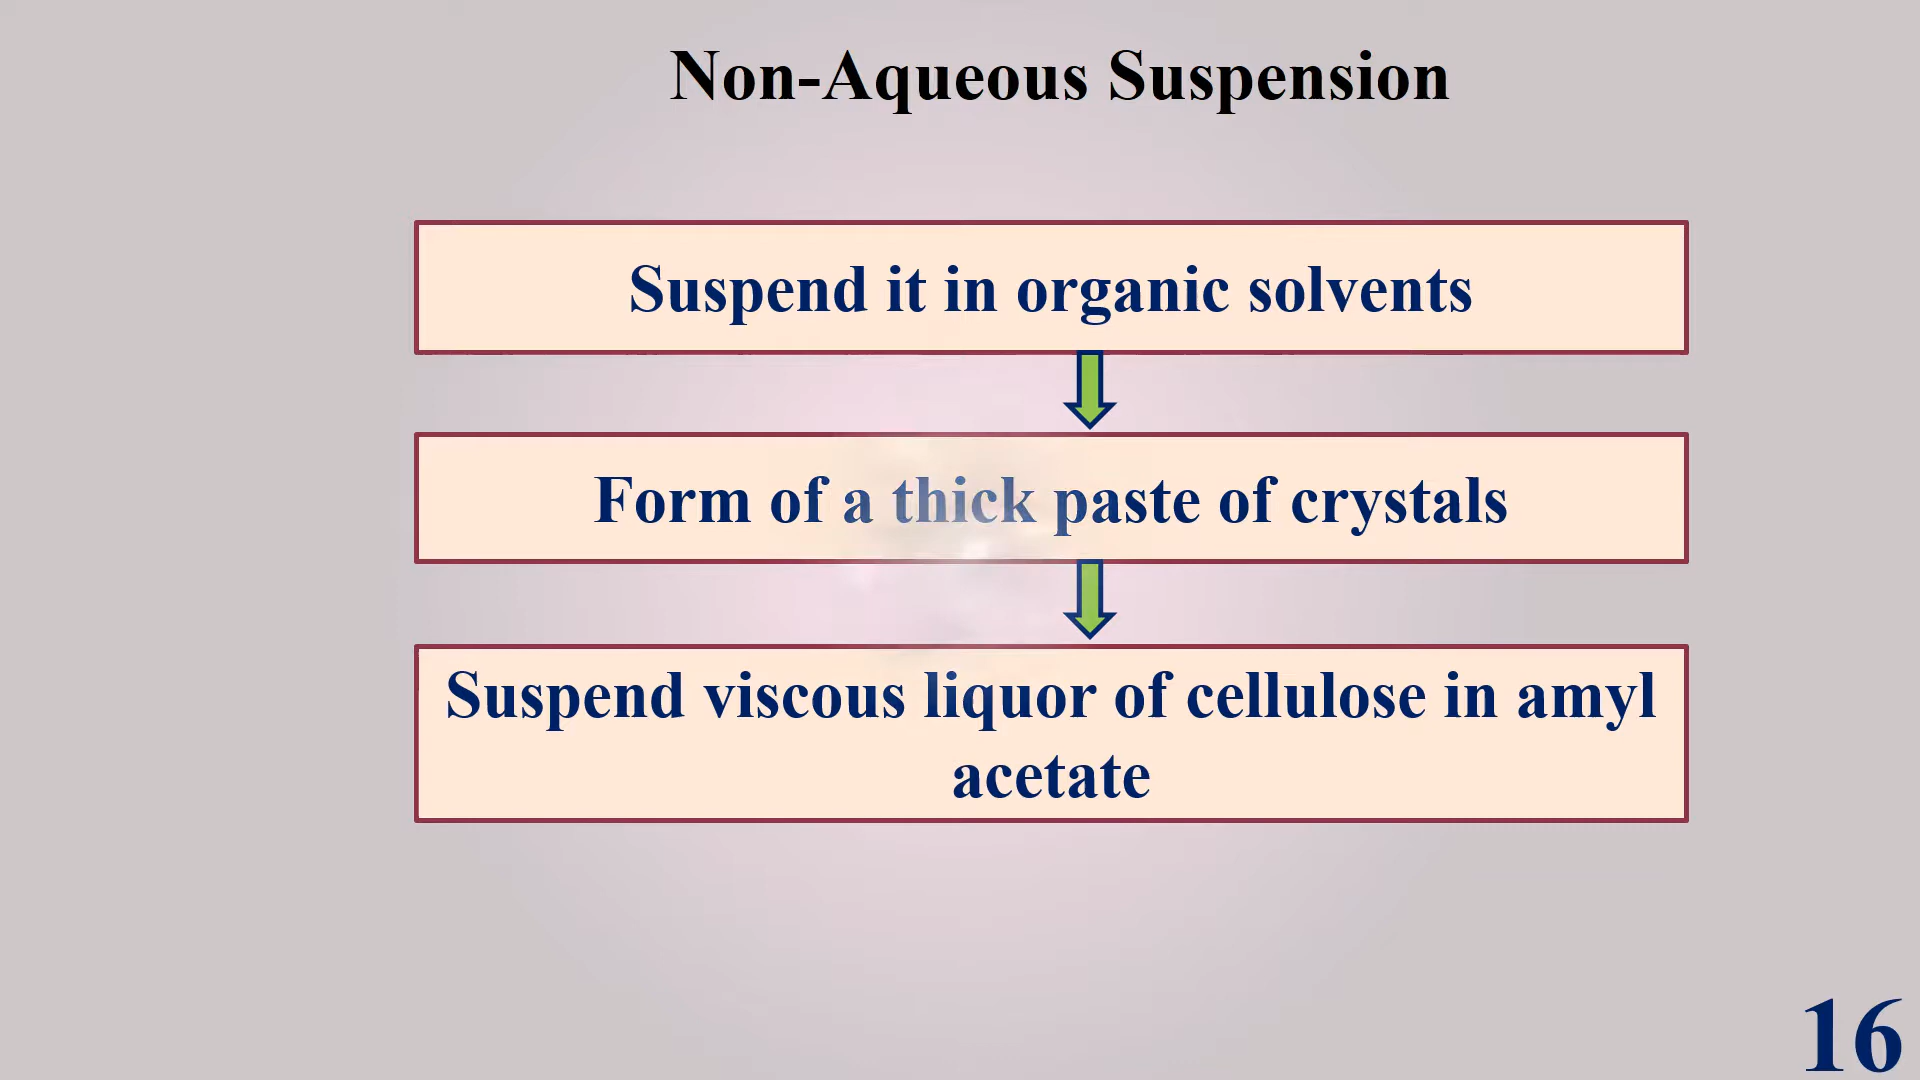 Non-Aqueous Suspension
Suspend it in organic solvents
Form of a thick paste of crystals
Suspend viscous liquor of cellulose in amyl
acetate
16